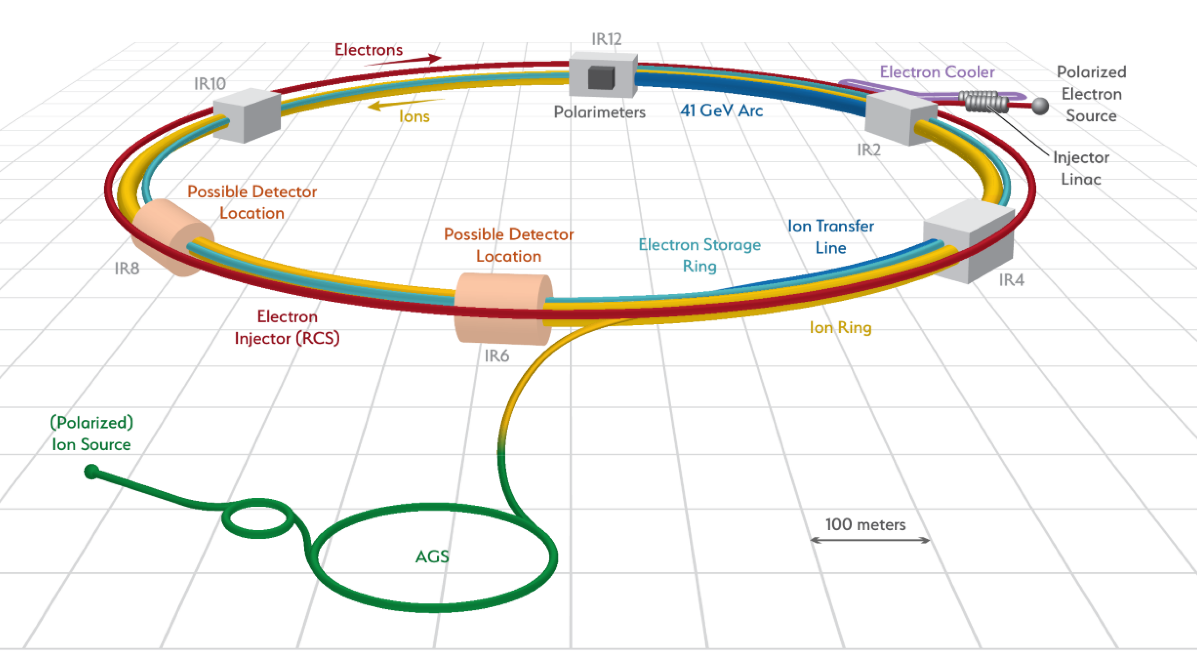 IR12
Electrons
IR10
Ions
Polarimeters
41 GeV Arc
Electron Cooler
Polarized
Electron
Source
IR2
Injector
Linac
Possible Detector
Location
Possible Detector
Location
Electron Storage
Ring
Ion Transfer
Line
IR8
IR4
Electron
Injector (RCS)
IR6
Ion Ring
(Polarized)
Ion Source
100 meters
AGS